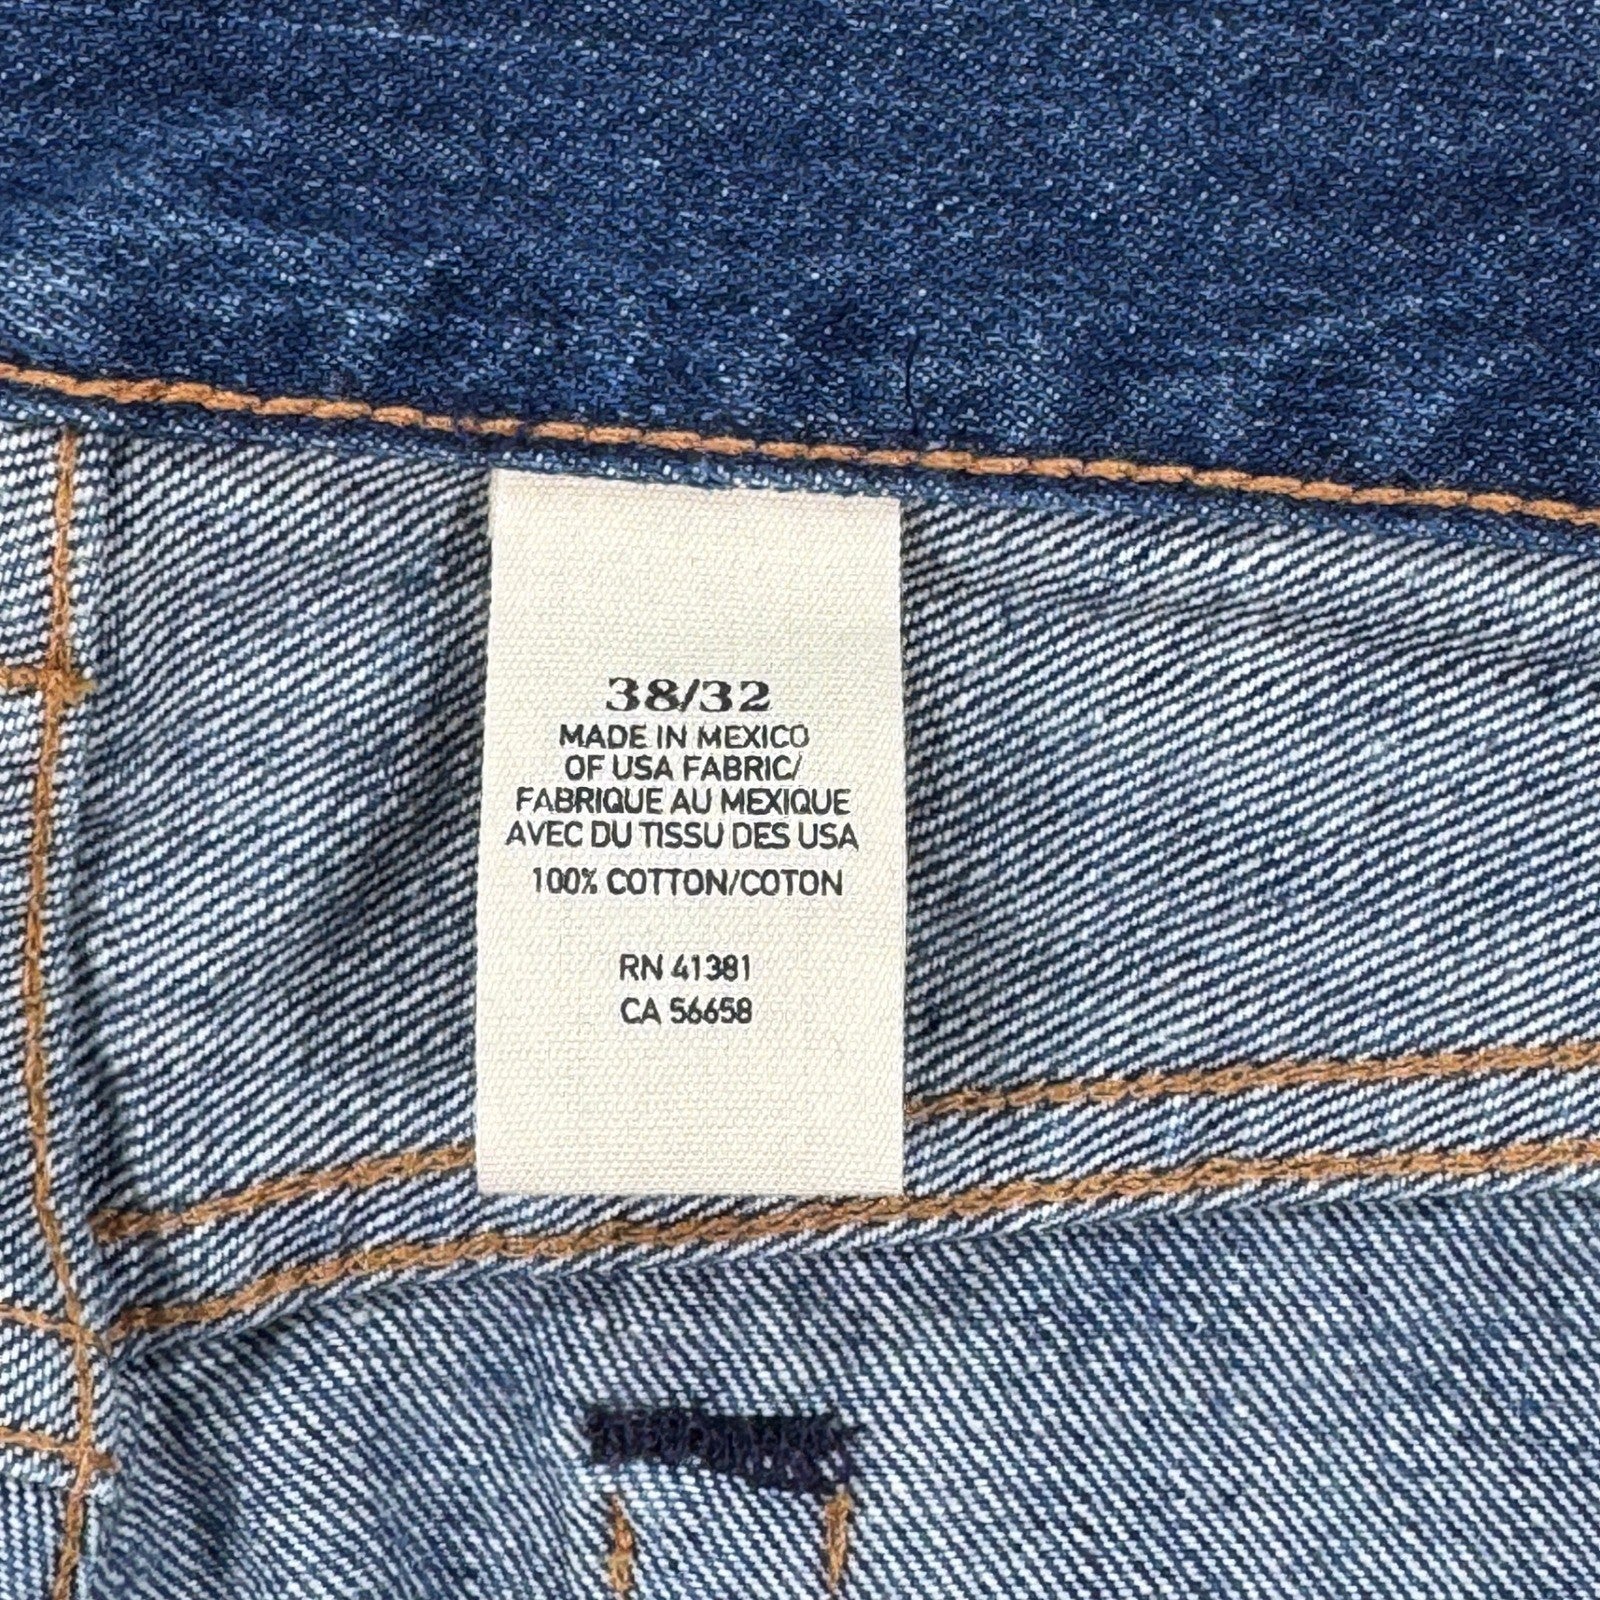 38/32
MADE IN MEXICO
OF USA FABRIC/
FABRIQUE AU MEXIQUE
AVEC DU TISSU DES USA
100% COTTON/COTON
RN 41381
CA 56658